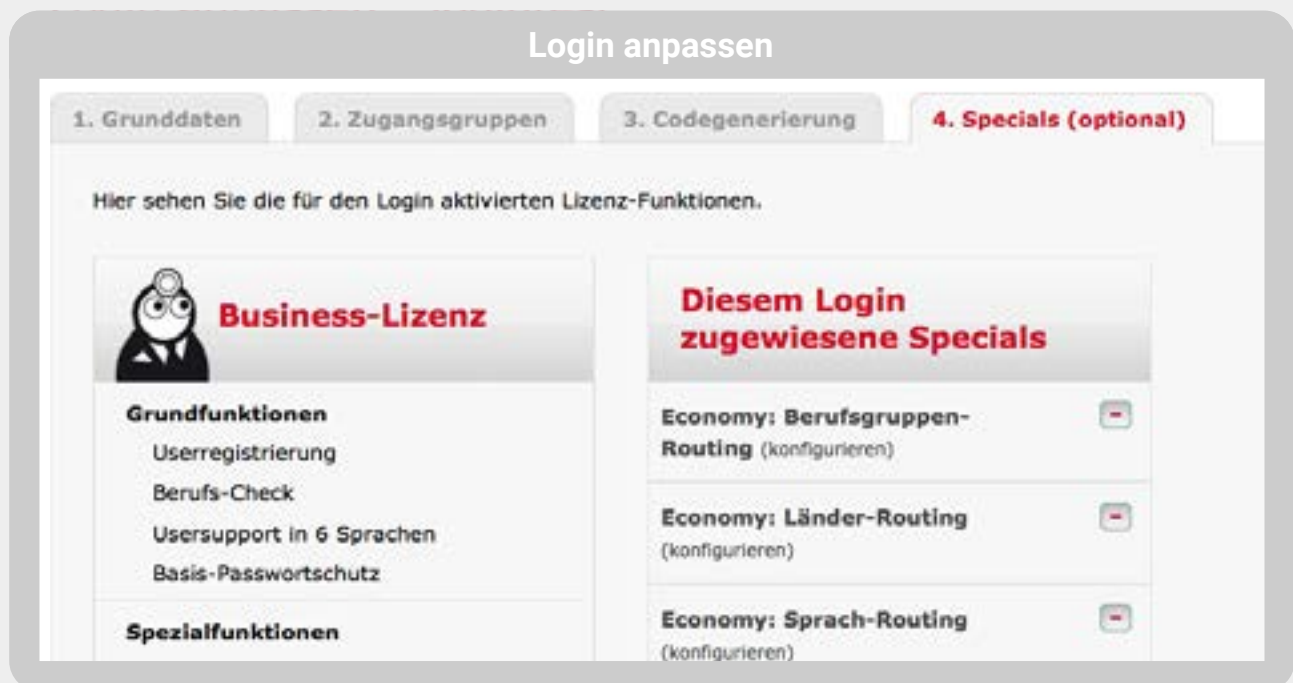 Login anpassen
1. Grunddaten
2. Zugangsgruppen
3. Codegenerierung
4. Specials (optional)
Hier sehen Sie die für den Login aktivierten Lizenz-Funktionen.
Business-Lizenz
Grundfunktionen
Userregistrierung
Berufs-Check
Usersupport in 6 Sprachen
Basis-Passwortschutz
Spezialfunktionen
Diesem Login
zugewiesene Specials
Economy: Berufsgruppen-
Routing (konfigurieren)
Economy: Länder-Routing
(konfigurieren)
Economy: Sprach-Routing
(konfigurieren)